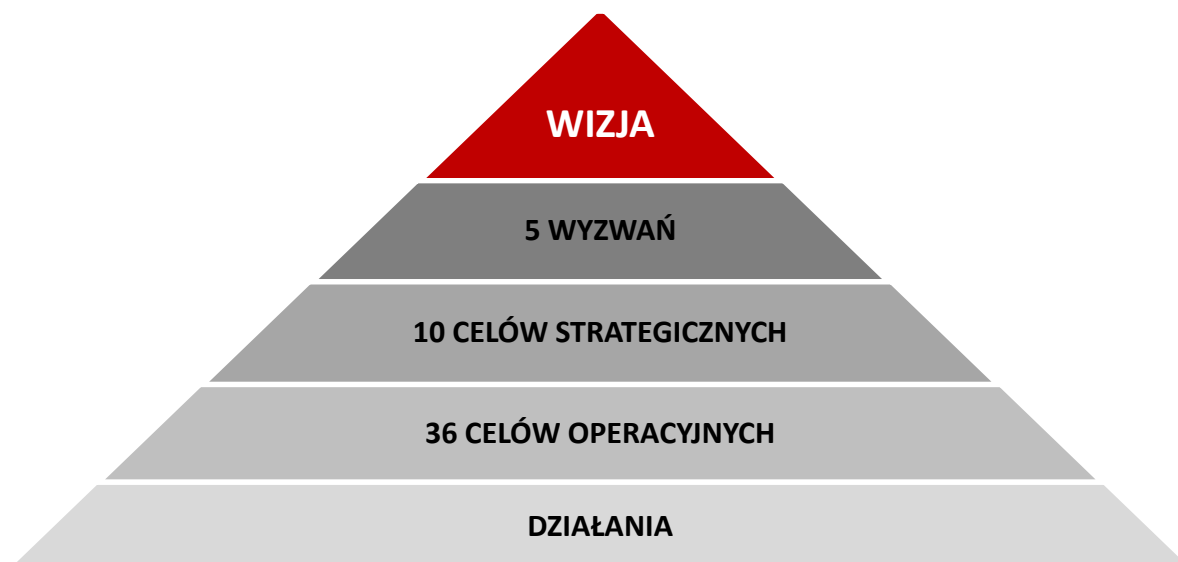 WIZJA
5 WYZWAŃ
10 CELÓW STRATEGICZNYCH
36 CELÓW OPERACYJNYCH
DZIAŁANIA